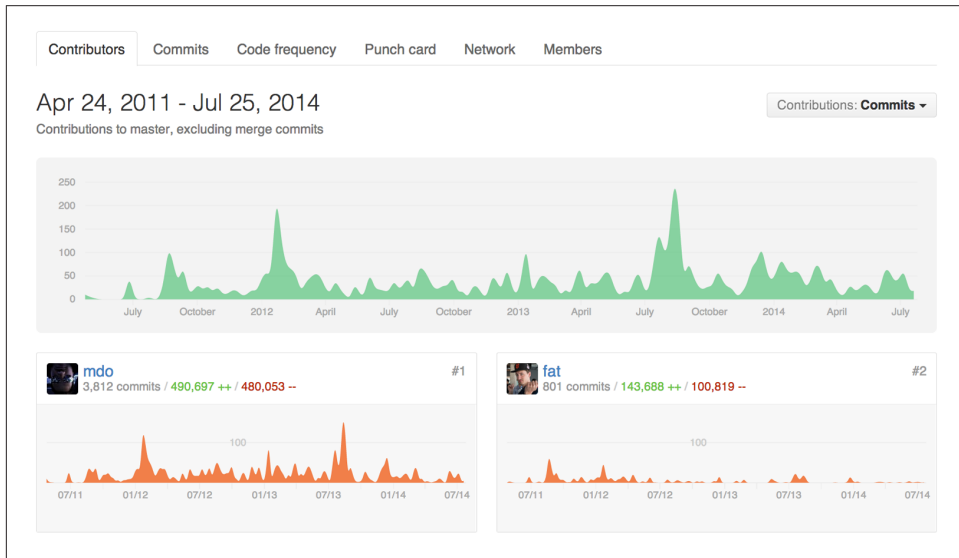 Contributors Commits Code frequency Punch card Network Members
Apr 24, 2011 - Jul 25, 2014
Contributions: Commits
Contributions to master, excluding merge commits
250
200
150
100
50
0
July October 2012 April July October 2013 April July October 2014 April July
mdo
#1
3,812 commits / 490,697 ++ / 480,053 --
100
07/11 01/12 07/12 01/13 07/13 01/14 07/14
fat
#2
801 commits / 143,688 ++ / 100,819 --
100
07/11 01/12 07/12 01/13 07/13 01/14 07/14